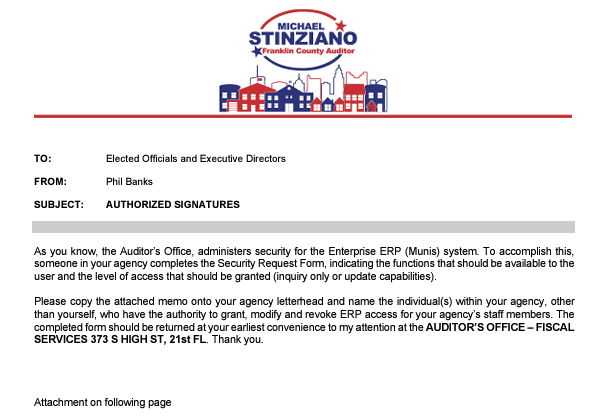 MICHAEL
STINZIANO
Franklin County Auditor
TO: Elected Officials and Executive Directors
FROM: Phil Banks
SUBJECT: AUTHORIZED SIGNATURES
As you know, the Auditor's Office, administers security for the Enterprise ERP (Munis) system. To accomplish this,
someone in your agency completes the Security Request Form, indicating the functions that should be available to the
user and the level of access that should be granted (inquiry only or update capabilities).
Please copy the attached memo onto your agency letterhead and name the individual(s) within your agency, other
than yourself, who have the authority to grant, modify and revoke ERP access for your agency's staff members. The
completed form should be returned at your earliest convenience to my attention at the AUDITOR'S OFFICE – FISCAL
SERVICES 373 S HIGH ST, 21st FL. Thank you.
Attachment on following page